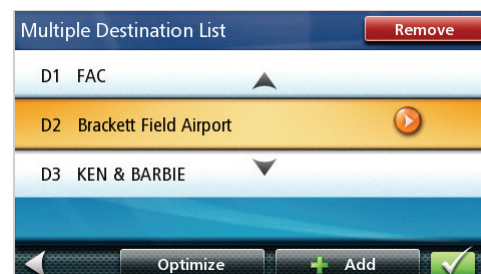 Multiple Destination List Remove
D1 FAC
D2 Brackett Field Airport
D3 KEN & BARBIE
Optimize Add